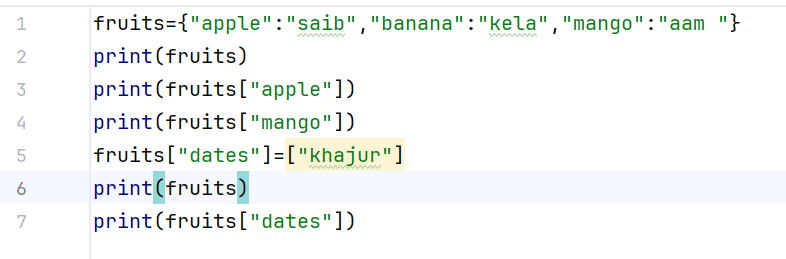 1 fruits={"apple":"saib","banana":"kela","mango":"aam "}
2 print(fruits)
3 print(fruits["apple"])
4 print(fruits["mango"])
5 fruits["dates"]=["khajur"]
6 print(fruits)
7 print(fruits["dates"])